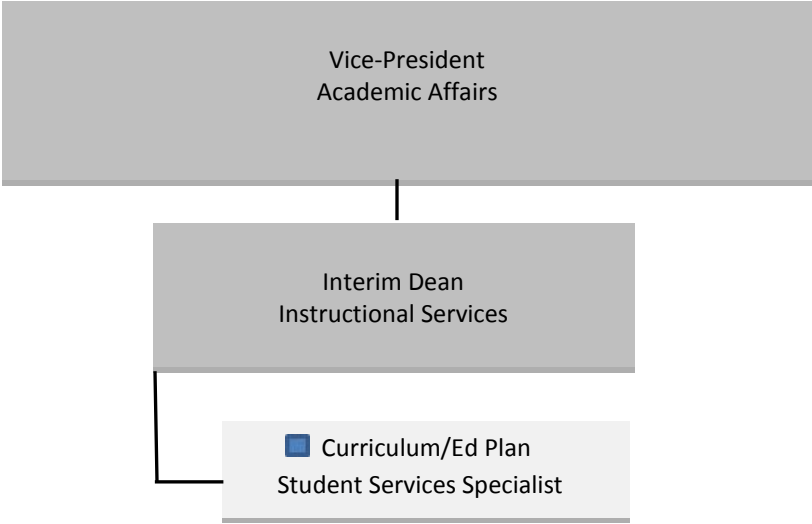 Vice-President
Academic Affairs
Interim Dean
Instructional Services
Curriculum/Ed Plan
Student Services Specialist